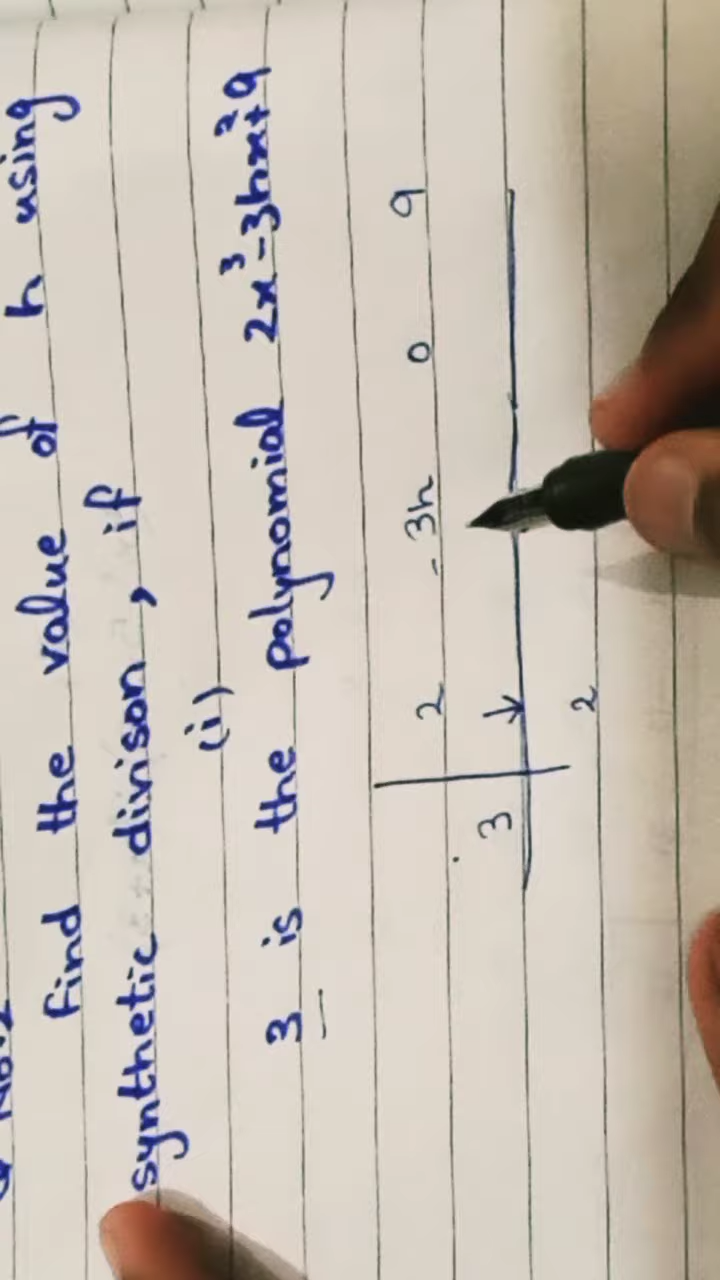 Find the value of h using
synthetic divison, if
(i)
3 is the polynomial 2x³-3hx²+9
2 -3h 0 9
3 ↓
2